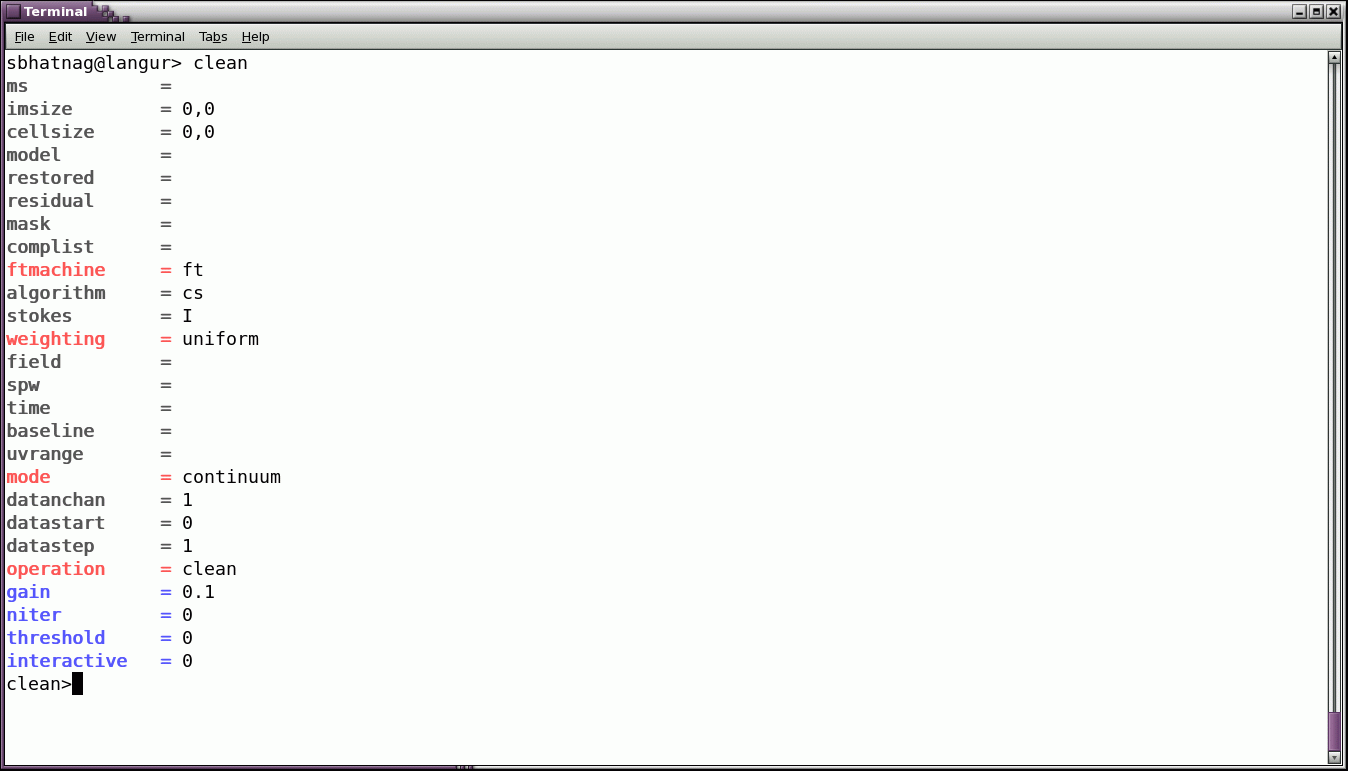 Terminal
File Edit View Terminal Tabs Help
sbhatnag@langur> clean
ms =
imsize = 0,0
cellsize = 0,0
model =
restored =
residual =
mask =
complist =
ftmachine = ft
algorithm = cs
stokes = I
weighting = uniform
field =
spw =
time =
baseline =
uvrange =
mode = continuum
datanchan = 1
datastart = 0
datastep = 1
operation = clean
gain = 0.1
niter = 0
threshold = 0
interactive = 0
clean>